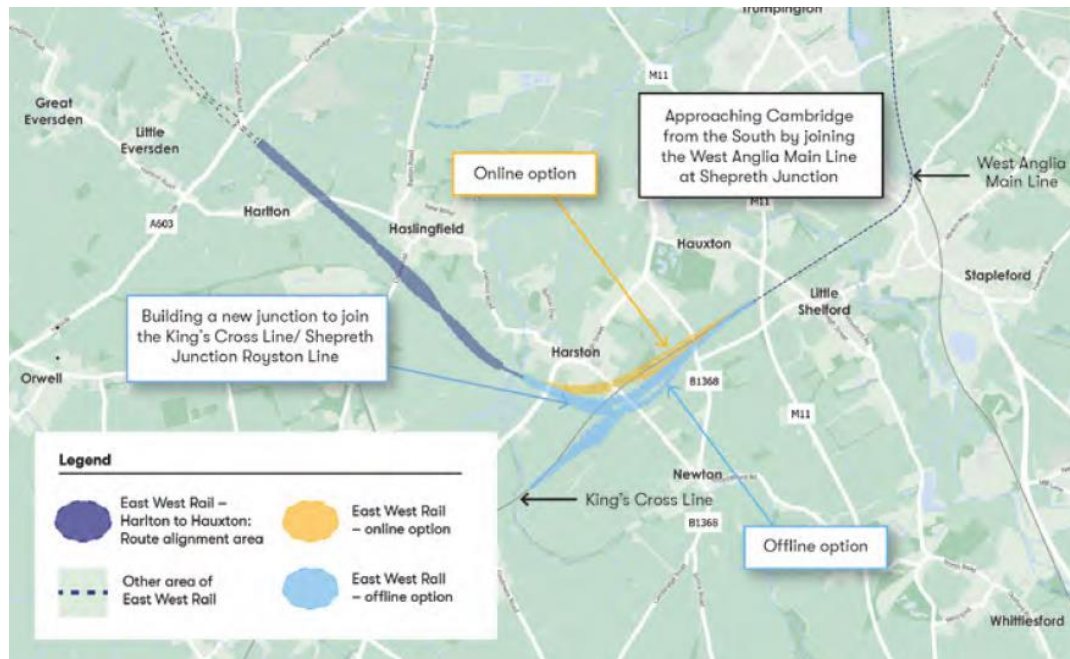 Trumpington
M11
Great
Eversden
Little
Eversden
Approaching Cambridge
from the South by joining
the West Anglia Main Line
at Shepreth Junction
West Anglia
Main Line
Online option
M11
A603
Harlton
Haslingfield
Hauxton
Stapleford
Little
Shelford
Building a new junction to join
the King's Cross Line/ Shepreth
Junction Royston Line
Harston
Orwell
B1368
M11
Legend
East West Rail –
Harlton to Hauxton:
Route alignment area
East West Rail
– online option
Other area of
East West Rail
East West Rail
– offline option
Newton
King's Cross Line
B1368
Offline option
Whittlesford